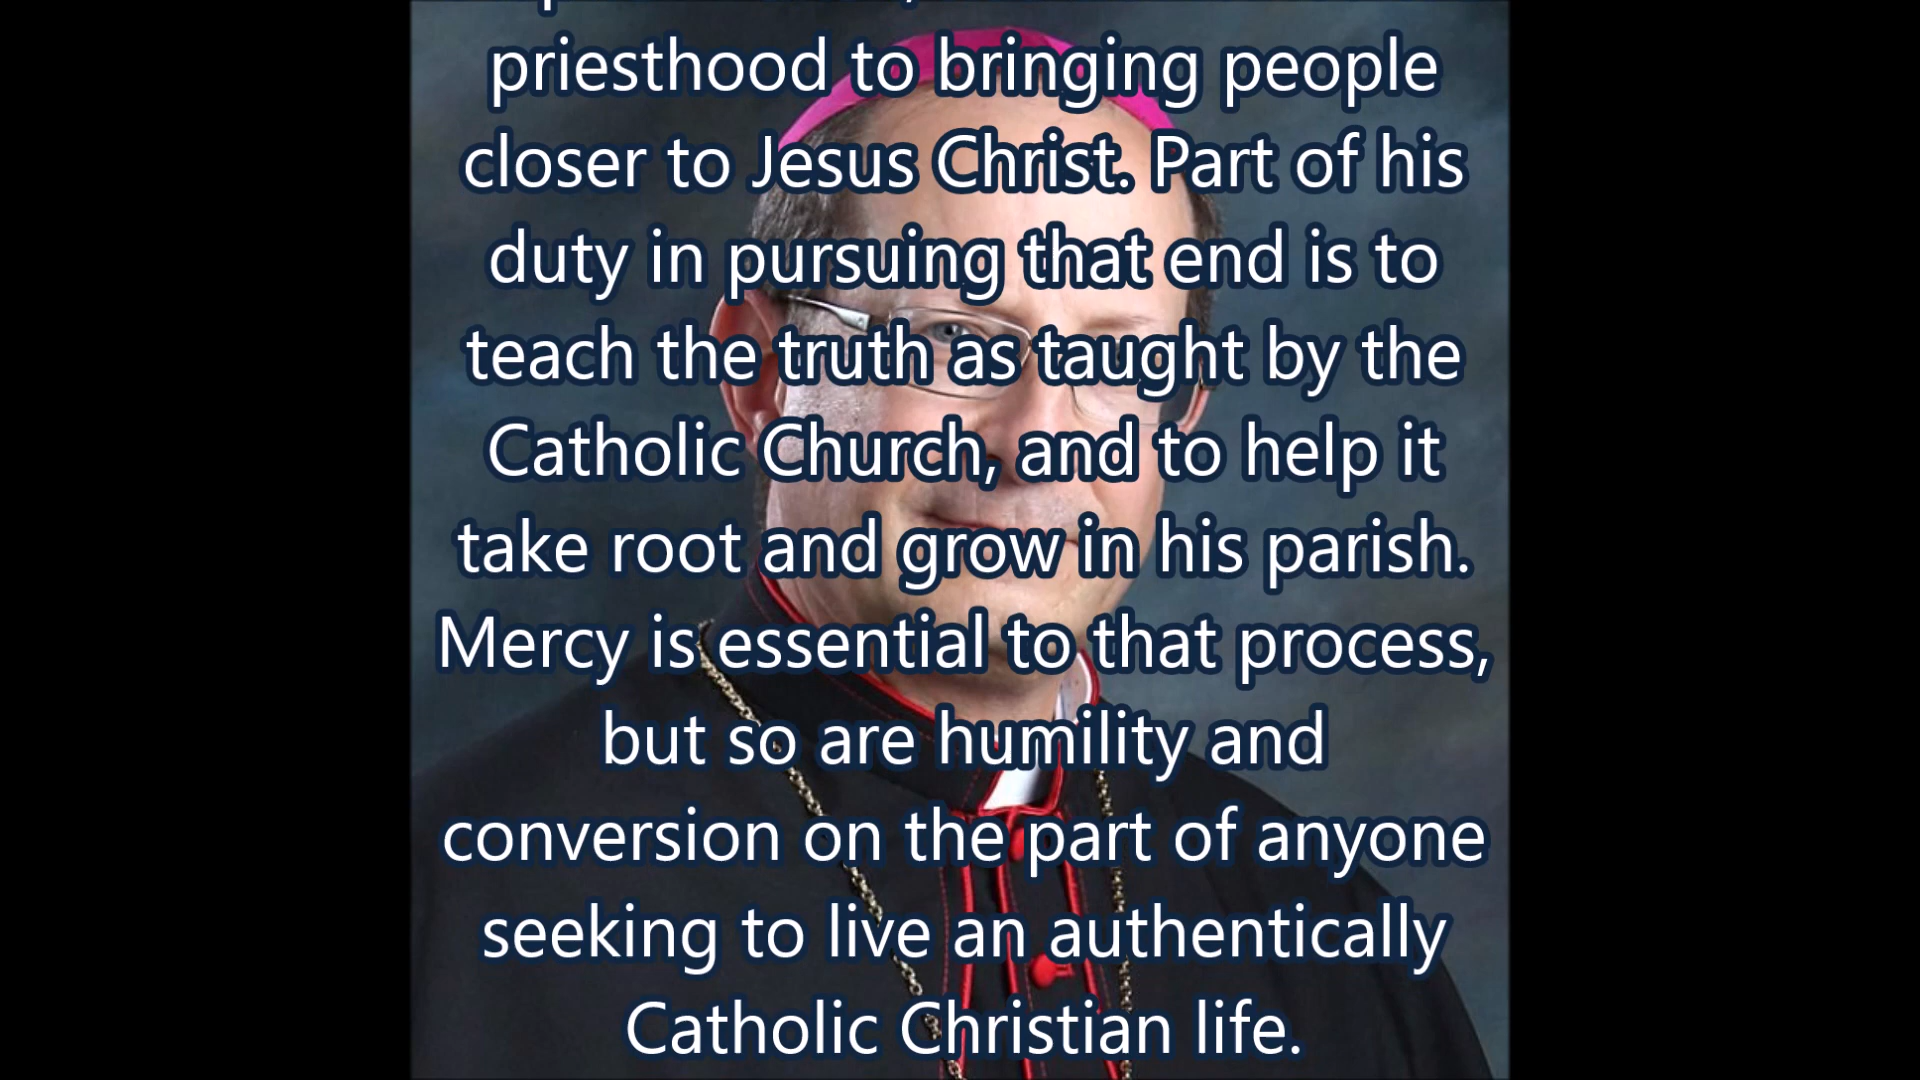 priesthood to bringing people
closer to Jesus Christ. Part of his
duty in pursuing that end is to
teach the truth as taught by the
Catholic Church, and to help it
take root and grow in his parish.
Mercy is essential to that process,
but so are humility and
conversion on the part of anyone
seeking to live an authentically
Catholic Christian life.